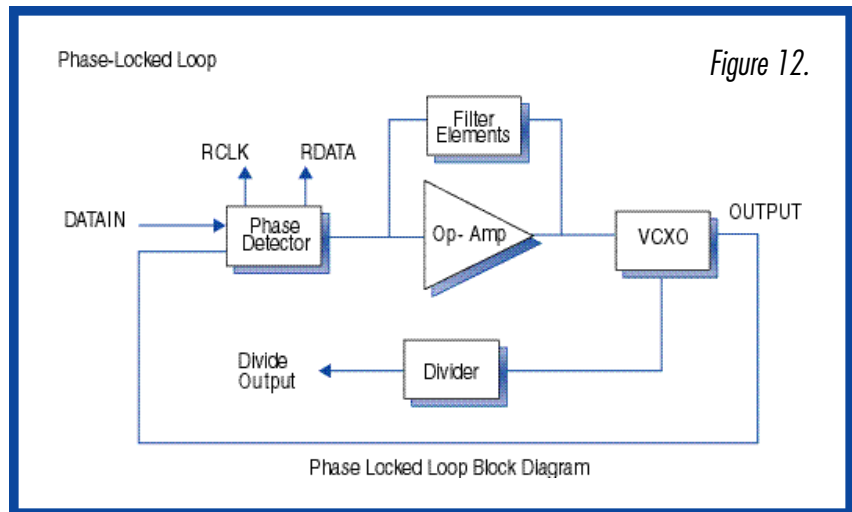 Phase-Locked Loop
Figure 12.
Filter
Elements
RCLK
RDATA
DATAIN
Phase
Detector
Op- Amp
VCXO
OUTPUT
Divide
Output
Divider
Phase Locked Loop Block Diagram